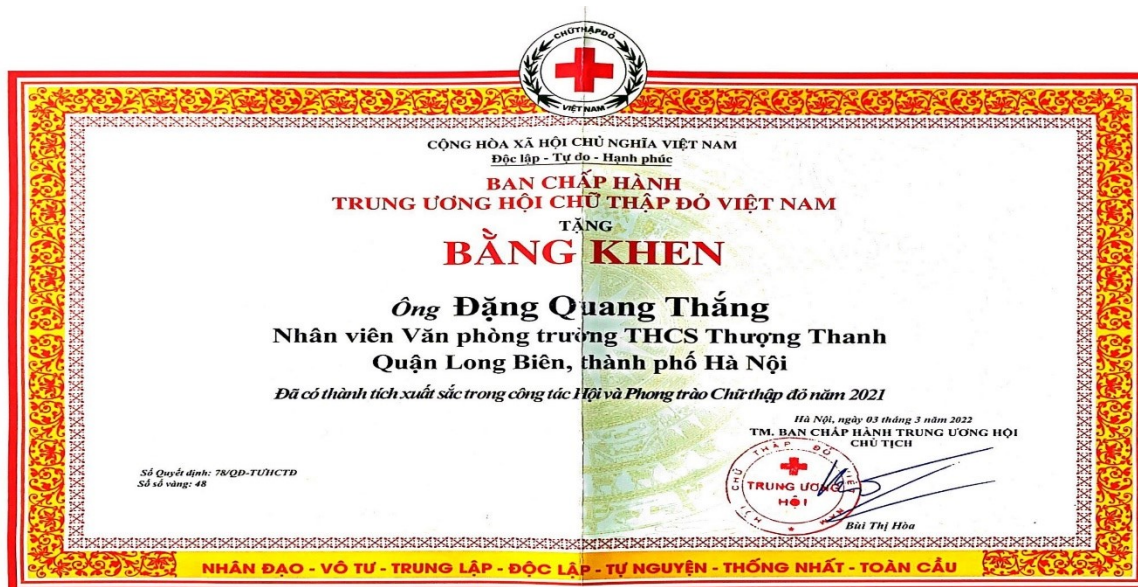 CHỮ THẬP ĐỎ
VIỆT NAM
CỘNG HÒA XÃ HỘI CHỦ NGHĨA VIỆT NAM
Độc lập - Tự do - Hạnh phúc
BAN CHẤP HÀNH
TRUNG ƯƠNG HỘI CHỮ THẬP ĐỎ VIỆT NAM
TẶNG
BẰNG KHEN
Ông Đặng Quang Thắng
Nhân viên Văn phòng trường THCS Thượng Thanh
Quận Long Biên, thành phố Hà Nội
Đã có thành tích xuất sắc trong công tác Hội và Phong trào Chữ thập đỏ năm 2021
Hà Nội, ngày 03 tháng 3 năm 2022
TM. BAN CHẤP HÀNH TRUNG ƯƠNG HỘI
CHỦ TỊCH
Số Quyết định: 78/QĐ-TƯHCTĐ
Số sổ vàng: 48
HỘI CHỮ THẬP ĐỎ VIỆT NAM
TRUNG ƯƠNG
HỘI
Bùi Thị Hòa
NHÂN ĐẠO - VÔ TƯ - TRUNG LẬP - ĐỘC LẬP - TỰ NGUYỆN - THỐNG NHẤT - TOÀN CẦU